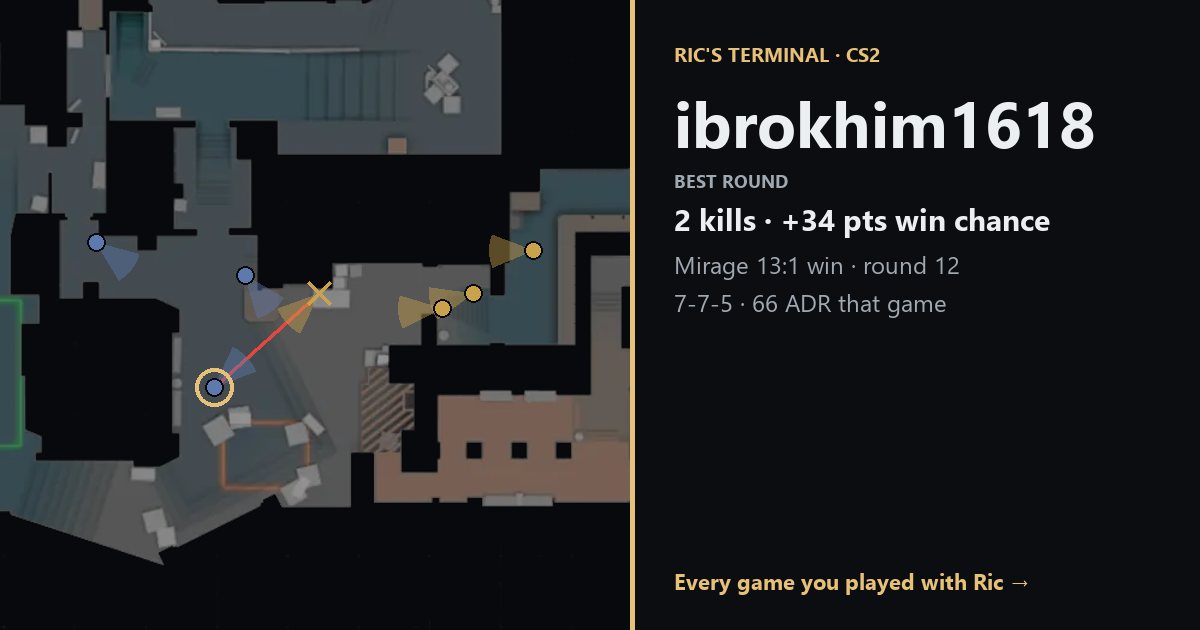 RIC'S TERMINAL · CS2
ibrokhim1618
BEST ROUND
2 kills · +34 pts win chance
Mirage 13:1 win · round 12
7-7-5 · 66 ADR that game
Every game you played with Ric →